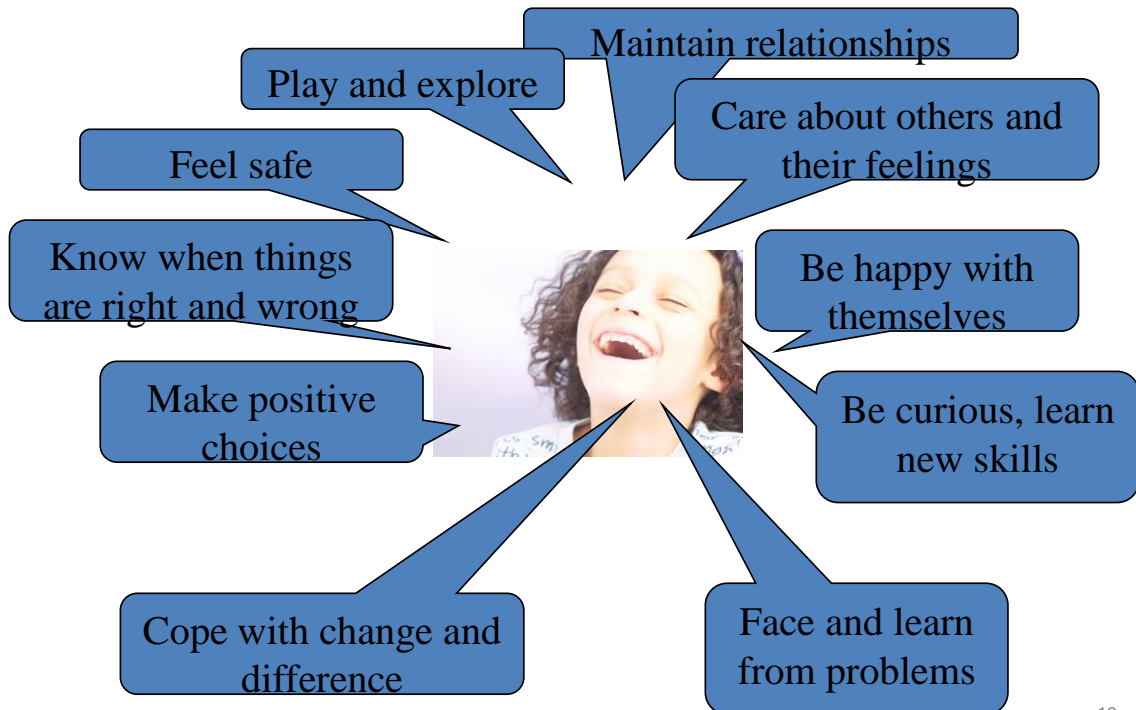 Maintain relationships
Play and explore
Care about others and
their feelings
Feel safe
Know when things
are right and wrong
Be happy with
themselves
Make positive
choices
Be curious, learn
new skills
Cope with change and
difference
Face and learn
from problems